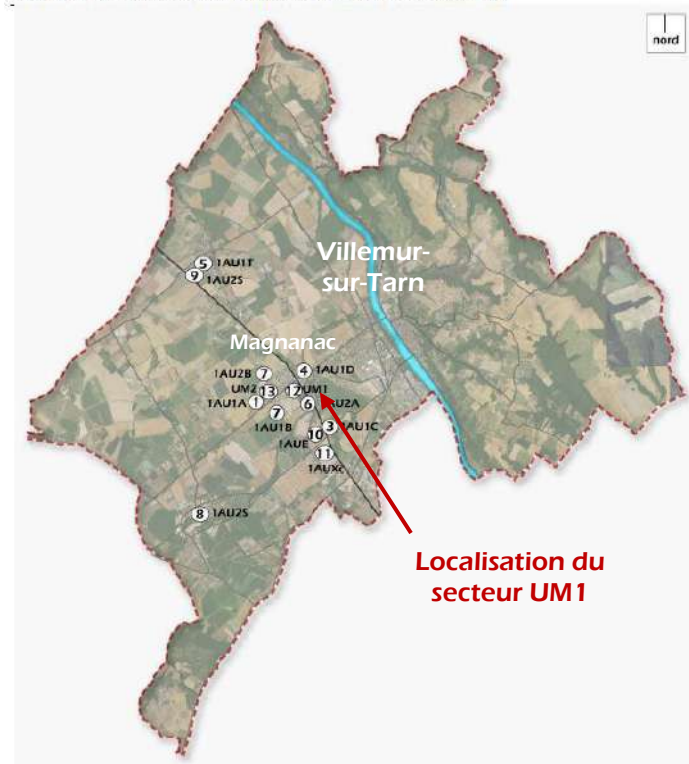 nord
Villemur-
sur-Tarn
5 1AU1T
9 1AU2S
Magnanac
4 1AU1D
1AU2B 7
UM2 13
12 UM1
1AU1A 1
6 AU2A
7
1AU1B
3 1AU1C
10
1AUE
11
1AUXc
8 1AU2S
Localisation du
secteur UM1